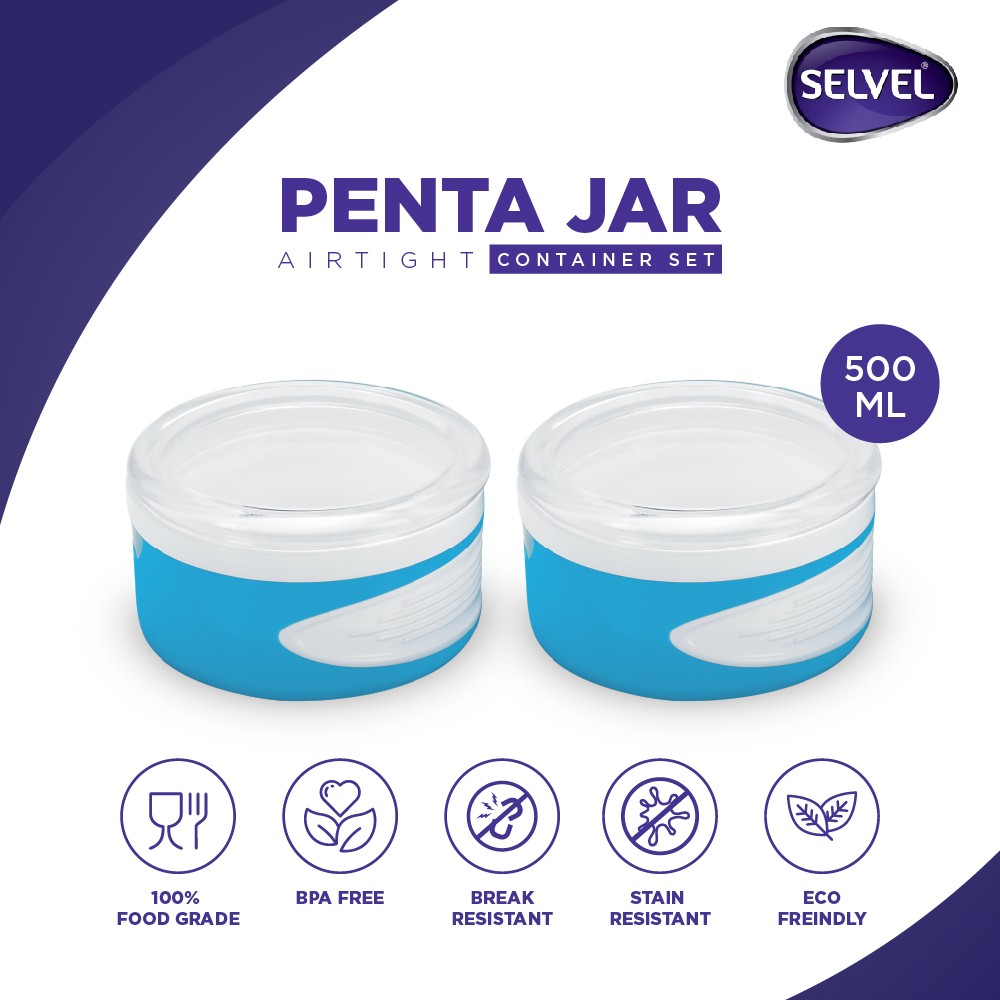 SELVEL®
PENTA JAR
AIRTIGHT CONTAINER SET
500
ML
100%
FOOD GRADE
BPA FREE
BREAK
RESISTANT
STAIN
RESISTANT
ECO
FREINDLY